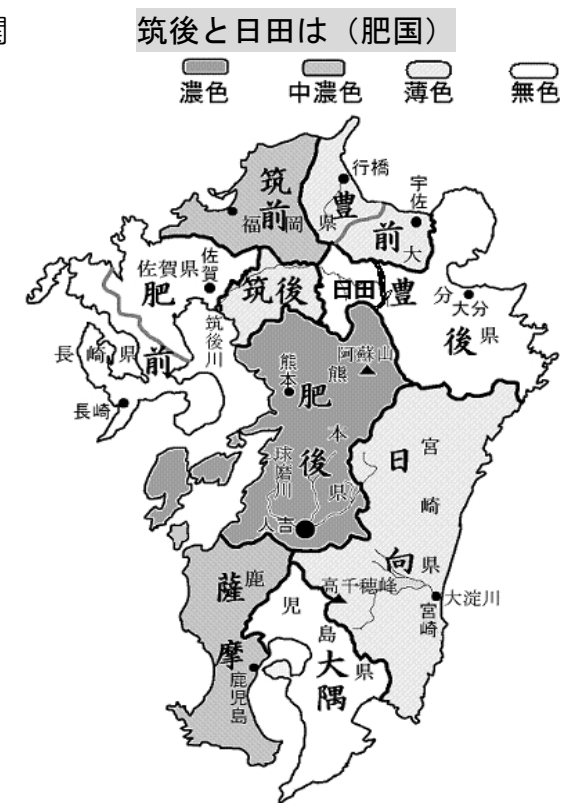 筑後と日田は（肥国）
濃色
中濃色
薄色
無色
筑前
福岡県
行橋
豊前
宇佐
大分県
分
大分
佐賀県
佐賀
肥前
筑後
日田
豊後
筑後川
長崎県
長崎
阿蘇山
熊本
熊本県
肥後
球磨川
人吉
日向
宮崎県
高千穂峰
大淀川
宮崎
薩摩
鹿児島県
鹿児島
大隅